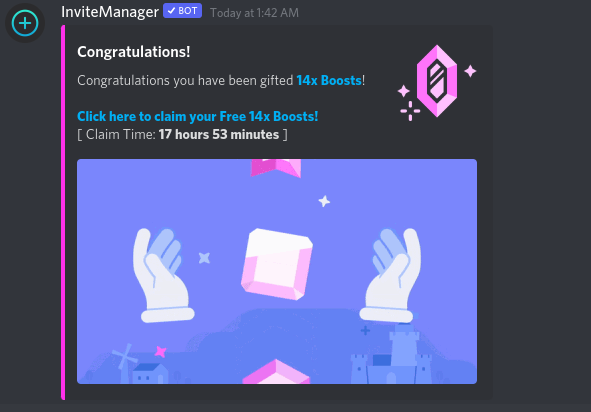 InviteManager ✓ BOT Today at 1:42 AM
Congratulations!
Congratulations you have been gifted 14x Boosts!
Click here to claim your Free 14x Boosts!
[ Claim Time: 17 hours 53 minutes ]